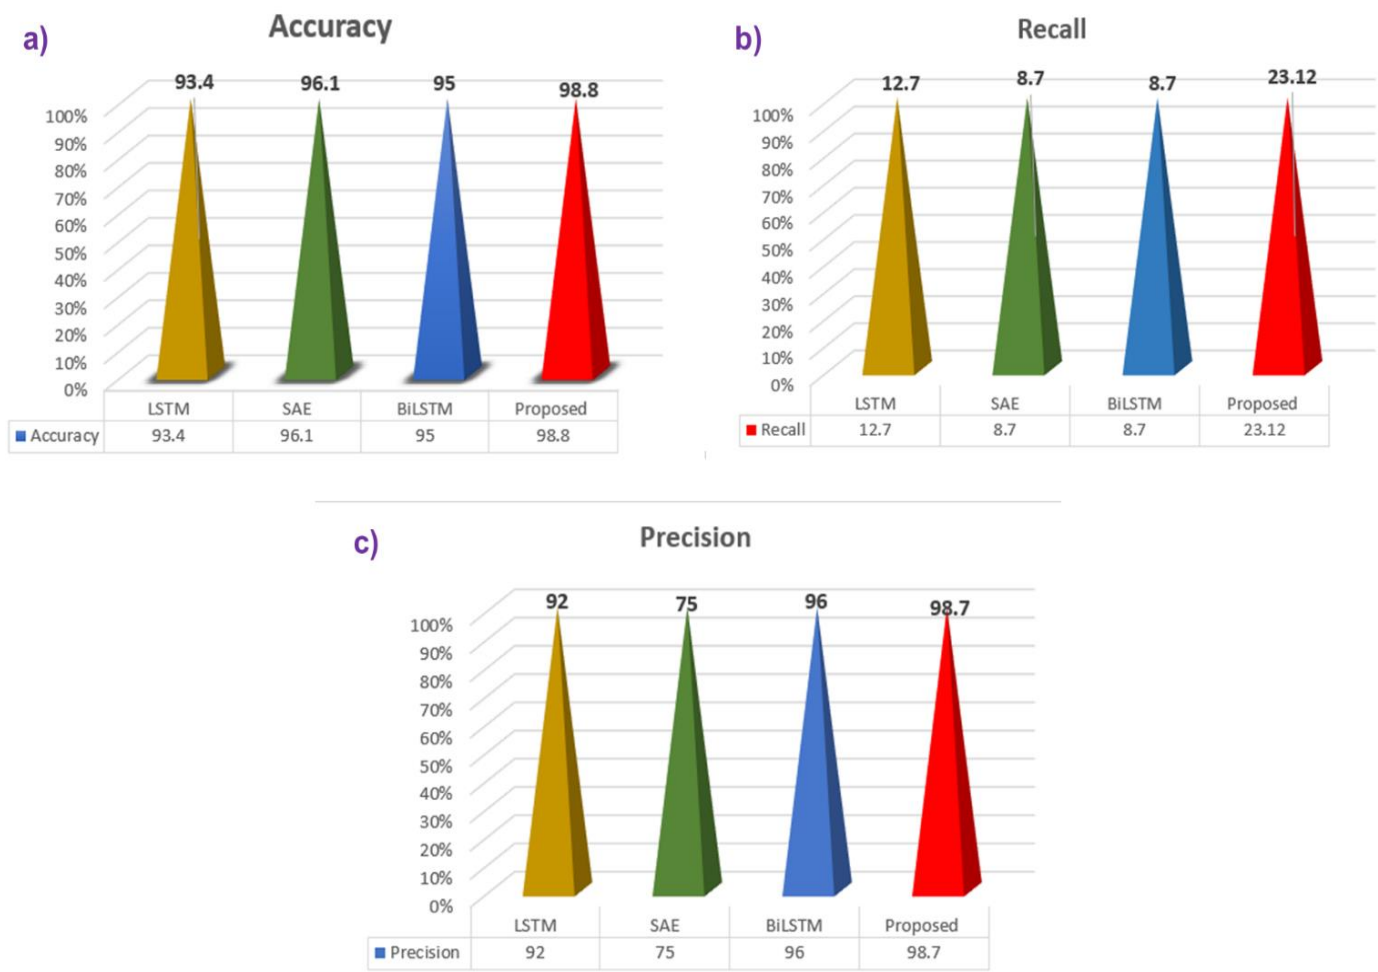 a)
Accuracy
93.4 96.1 95 98.8
100%
90%
80%
70%
60%
50%
40%
30%
20%
10%
0%
LSTM SAE BiLSTM Proposed
Accuracy 93.4 96.1 95 98.8
b)
Recall
12.7 8.7 8.7 23.12
100%
90%
80%
70%
60%
50%
40%
30%
20%
10%
0%
LSTM SAE BiLSTM Proposed
Recall 12.7 8.7 8.7 23.12
c)
Precision
92 75 96 98.7
100%
90%
80%
70%
60%
50%
40%
30%
20%
10%
0%
LSTM SAE BiLSTM Proposed
Precision 92 75 96 98.7